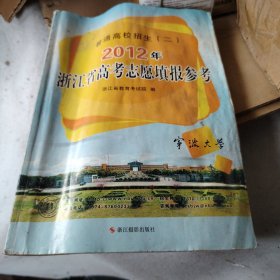 普通高校招生（二）
2012年
浙江省高考志愿填报参考
浙江省教育考试院 编
宁波大学
浙江摄影出版社